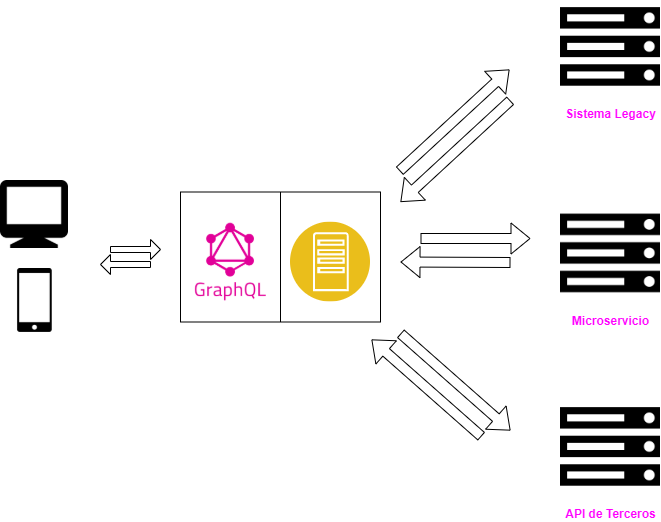 Sistema Legacy
GraphQL
Microservicio
API de Terceros